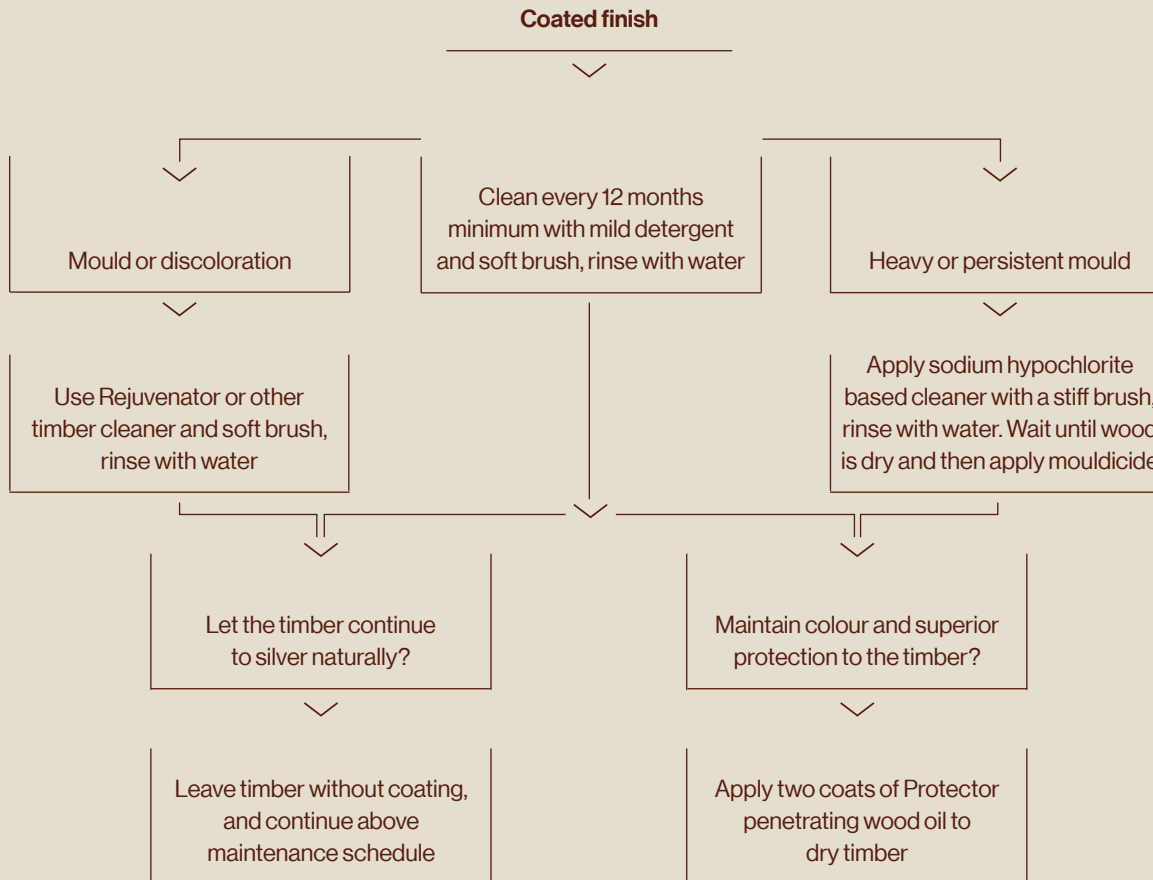 Coated finish
Mould or discoloration
Clean every 12 months
minimum with mild detergent
and soft brush, rinse with water
Heavy or persistent mould
Use Rejuvenator or other
timber cleaner and soft brush,
rinse with water
Apply sodium hypochlorite
based cleaner with a stiff brush,
rinse with water. Wait until wood
is dry and then apply mouldicide
Let the timber continue
to silver naturally?
Maintain colour and superior
protection to the timber?
Leave timber without coating,
and continue above
maintenance schedule
Apply two coats of Protector
penetrating wood oil to
dry timber